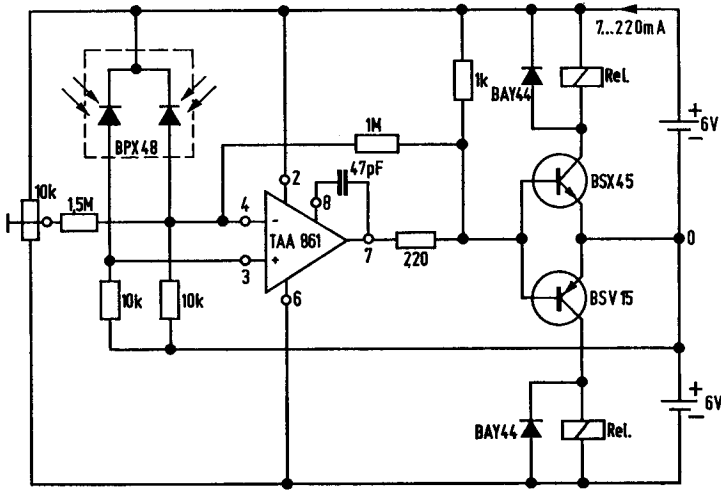 7...220mA
BAY44
Rel.
1k
BPX48
1M
+
6V
−
47pF
2
8
BSX45
10k
1,5M
4
−
TAA 861
7
220
0
3
+
6
10k
10k
BSV15
+
6V
−
BAY44
Rel.